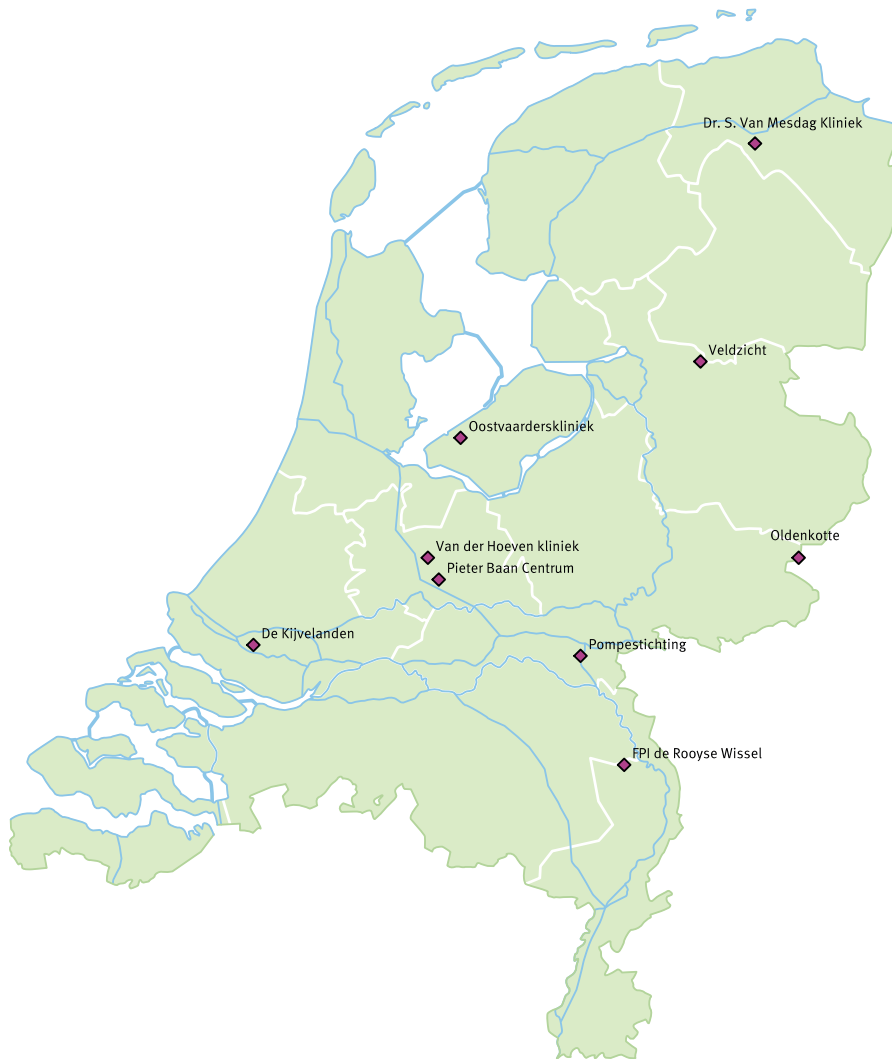 Dr. S. Van Mesdag Kliniek
Veldzicht
Oostvaarderskliniek
Oldenkotte
Van der Hoeven kliniek
Pieter Baan Centrum
De Kijvelanden
Pompestichting
FPI de Rooyse Wissel